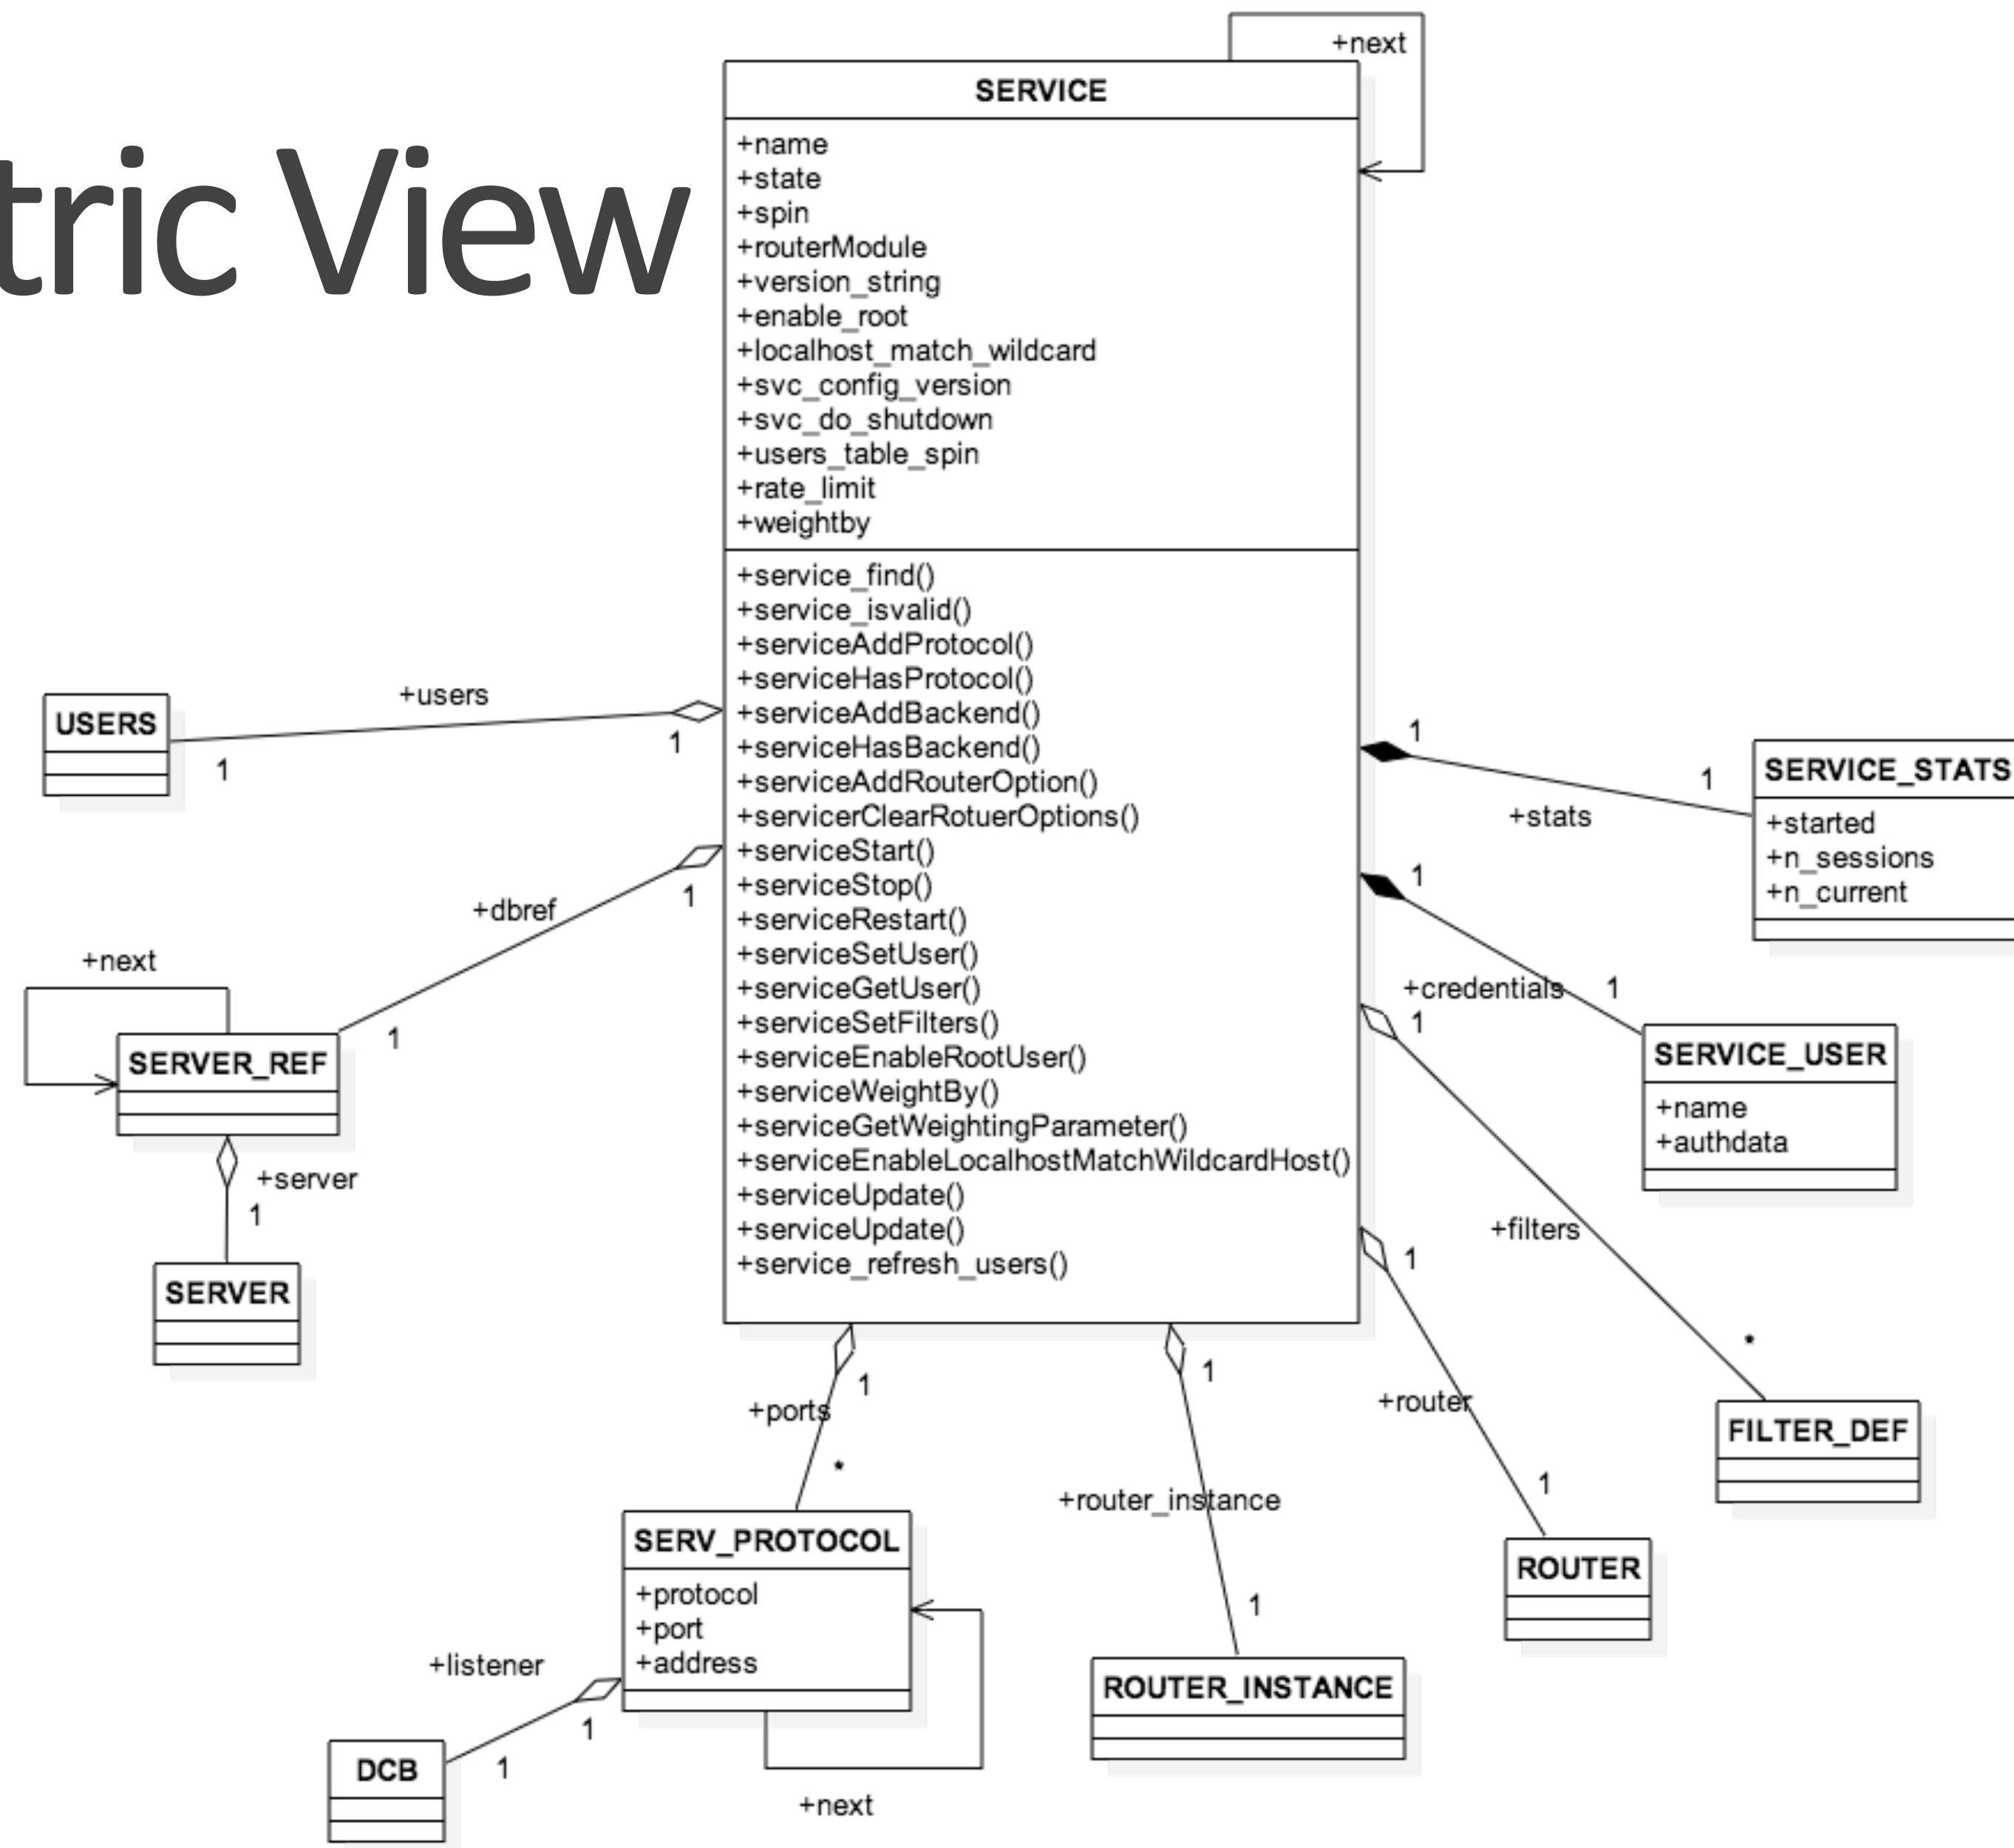 tric View
+next
SERVICE
+name
+state
+spin
+routerModule
+version_string
+enable_root
+localhost_match_wildcard
+svc_config_version
+svc_do_shutdown
+users_table_spin
+rate_limit
+weightby
+service_find()
+service_isvalid()
+serviceAddProtocol()
+serviceHasProtocol()
+serviceAddBackend()
+serviceHasBackend()
+serviceAddRouterOption()
+servicerClearRotuerOptions()
+serviceStart()
+serviceStop()
+serviceRestart()
+serviceSetUser()
+serviceGetUser()
+serviceSetFilters()
+serviceEnableRootUser()
+serviceWeightBy()
+serviceGetWeightingParameter()
+serviceEnableLocalhostMatchWildcardHost()
+serviceUpdate()
+serviceUpdate()
+service_refresh_users()
USERS
+users
1
1
+dbref
1
1
+next
SERVER_REF
+server
1
SERVER
1
1
+stats
SERVICE_STATS
+started
+n_sessions
+n_current
1
+credentials
1
SERVICE_USER
+name
+authdata
1
+filters
*
FILTER_DEF
1
+router
1
ROUTER
1
+router_instance
1
ROUTER_INSTANCE
1
+ports
*
SERV_PROTOCOL
+protocol
+port
+address
+next
+listener
1
1
DCB